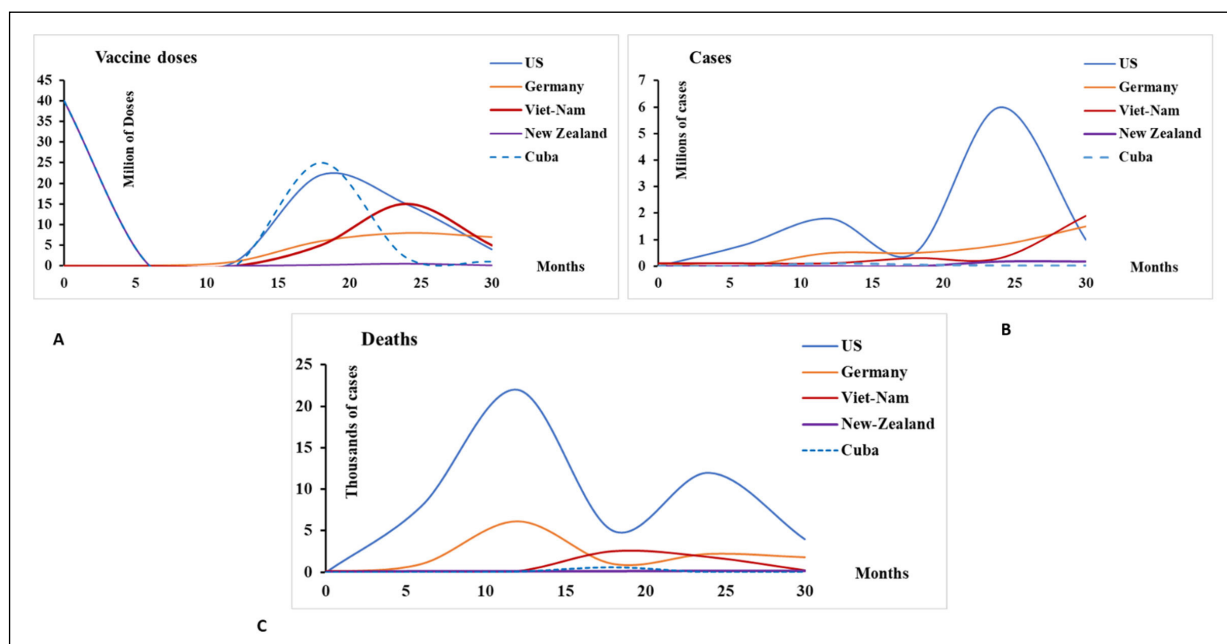 Vaccine doses
Milion of Doses
45
40
35
30
25
20
15
10
5
0
0 5 10 15 20 25 30
Months
US
Germany
Viet-Nam
New Zealand
Cuba
A
Cases
Millions of cases
7
6
5
4
3
2
1
0
0 5 10 15 20 25 30
Months
US
Germany
Viet-Nam
New Zealand
Cuba
B
Deaths
Thousands of cases
25
20
15
10
5
0
0 5 10 15 20 25 30
Months
US
Germany
Viet-Nam
New-Zealand
Cuba
C